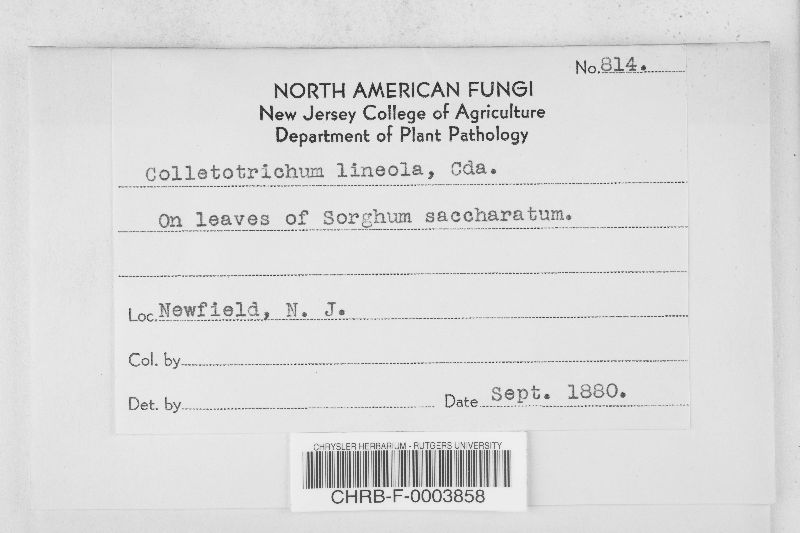 No. 814.
NORTH AMERICAN FUNGI
New Jersey College of Agriculture
Department of Plant Pathology
Colletotrichum lineola, Cda.
On leaves of Sorghum saccharatum.
Loc. Newfield, N. J.
Col. by
Det. by
Date Sept. 1880.
CHRYSLER HERBARIUM - RUTGERS UNIVERSITY
CHRB-F-0003858